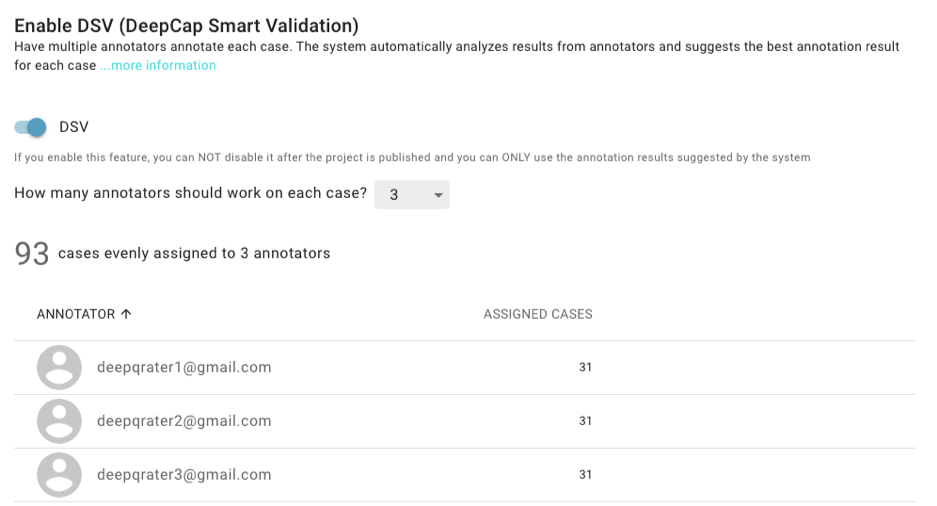 Enable DSV (DeepCap Smart Validation)
Have multiple annotators annotate each case. The system automatically analyzes results from annotators and suggests the best annotation result
for each case ...more information
DSV
If you enable this feature, you can NOT disable it after the project is published and you can ONLY use the annotation results suggested by the system
How many annotators should work on each case? 3
93 cases evenly assigned to 3 annotators
ANNOTATOR ↑ ASSIGNED CASES
deepqrater1@gmail.com 31
deepqrater2@gmail.com 31
deepqrater3@gmail.com 31